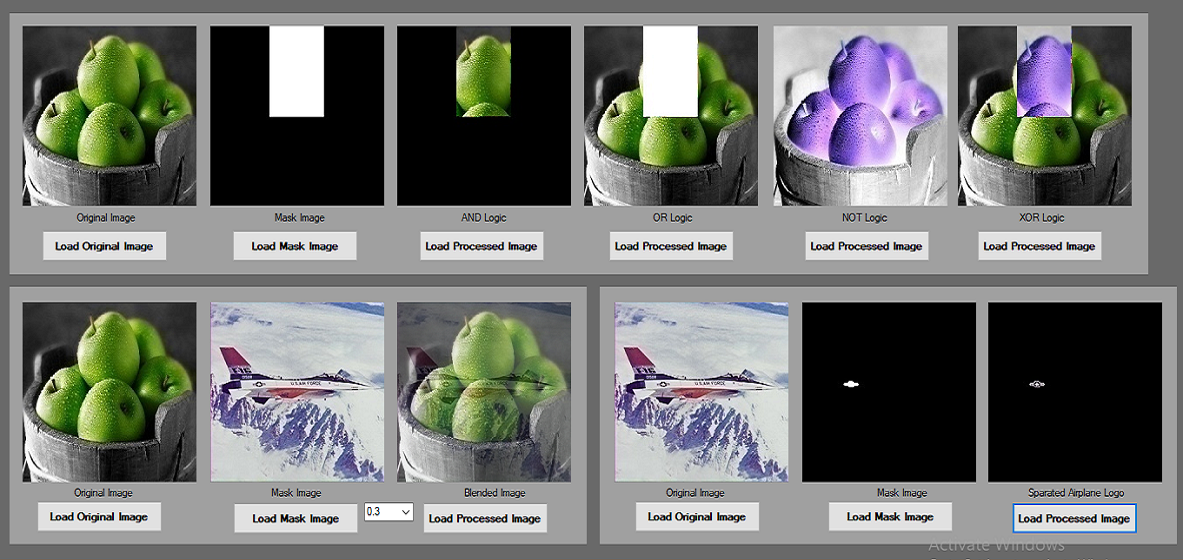 Original Image
Mask Image
AND Logic
OR Logic
NOT Logic
XOR Logic
Load Original Image
Load Mask Image
Load Processed Image
Load Processed Image
Load Processed Image
Load Processed Image
U.S. AIR FORCE
U.S. AIR FORCE
Original Image
Mask Image
Blended Image
Original Image
Mask Image
Sparated Airplane Logo
Load Original Image
Load Mask Image
0.3
Load Processed Image
Load Original Image
Load Mask Image
Load Processed Image
Activate Windows